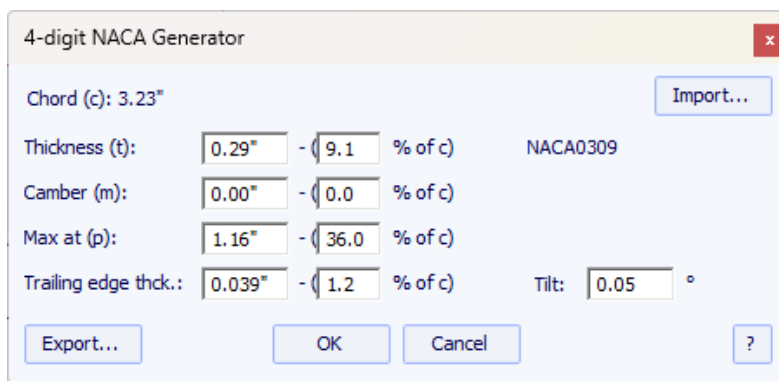 4-digit NACA Generator
x
Chord (c): 3.23"
Import...
Thickness (t): 0.29" - ( 9.1 % of c) NACA0309
Camber (m): 0.00" - ( 0.0 % of c)
Max at (p): 1.16" - ( 36.0 % of c)
Trailing edge thck.: 0.039" - ( 1.2 % of c) Tilt: 0.05 °
Export... OK Cancel ?